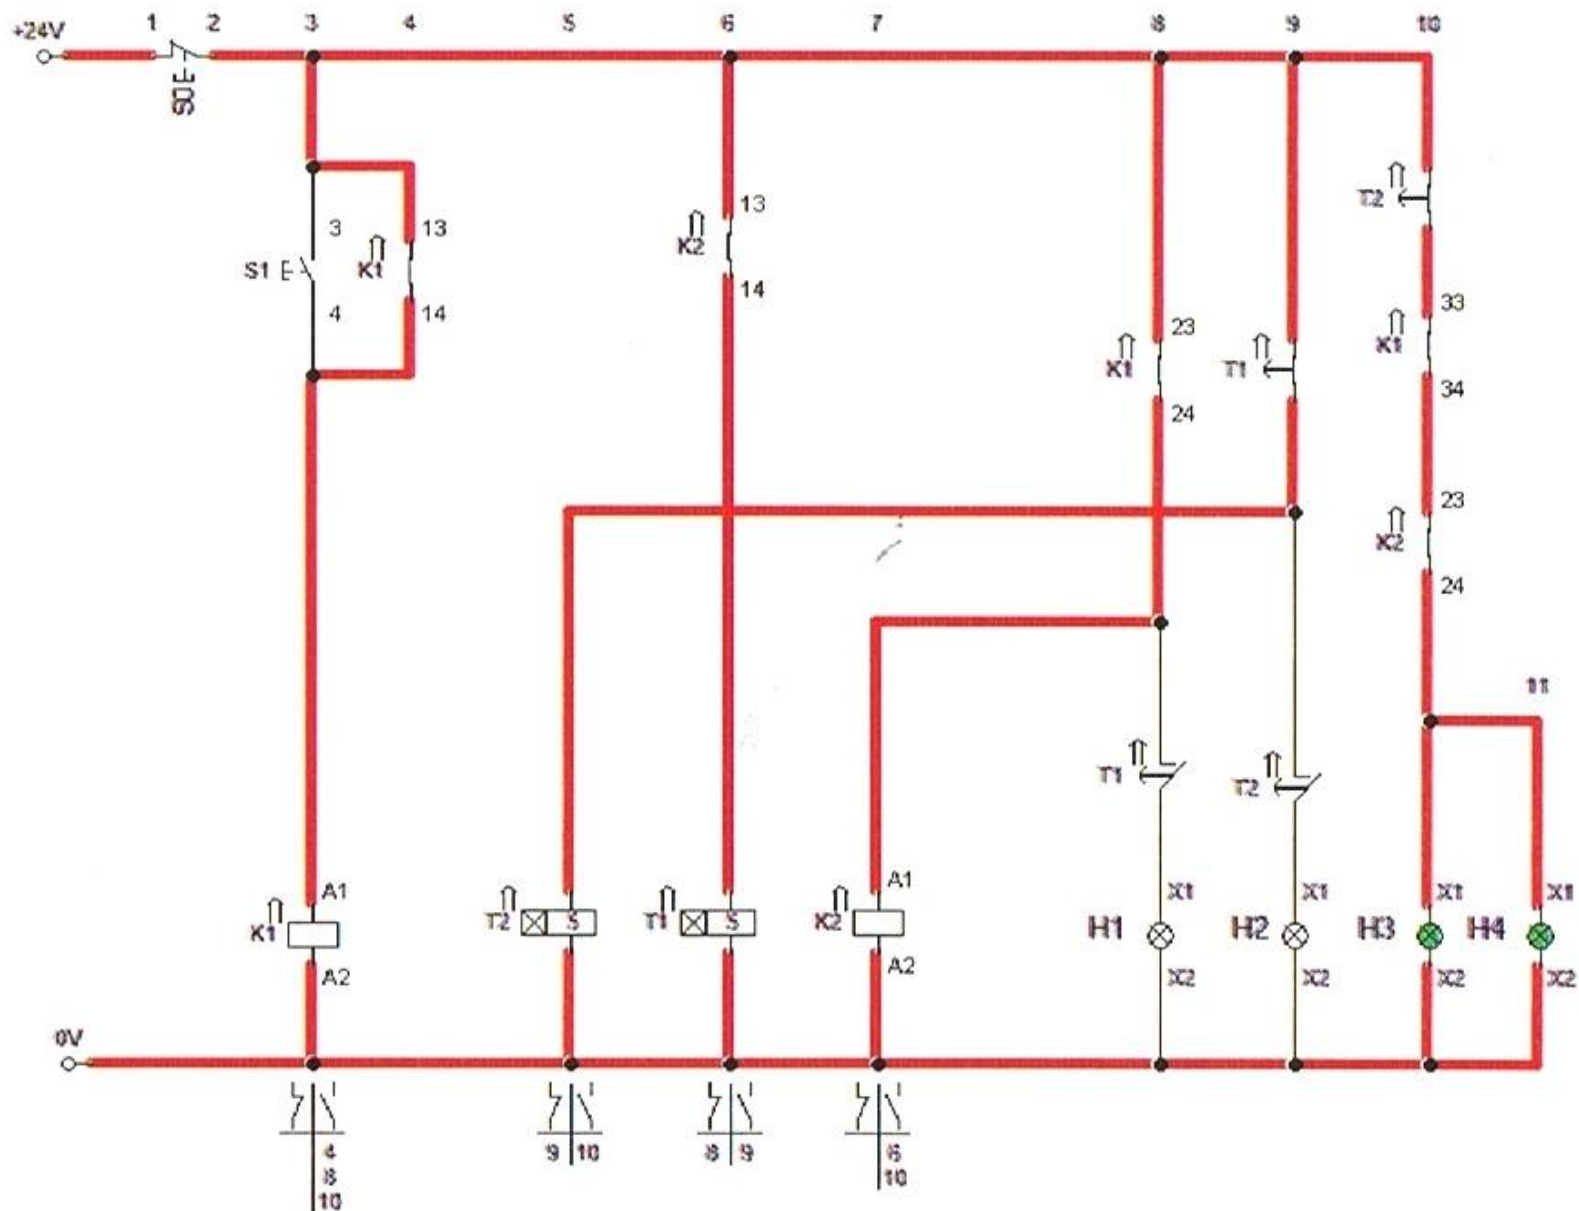 +24V 1 2 3 4 5 6 7 8 9 10
S0
T2
13
3 13 K2
S1 K1 14
4 14
33
23 K1
K1 T1 34
24
23
K2
24
11
T1 T2
A1 A1 X1 X1 X1 X1
K1 T2 S T1 S K2 H1 H2 H3 H4
A2 A2 X2 X2 X2 X2
0V
4 9 10 8 9 6
8 10
10